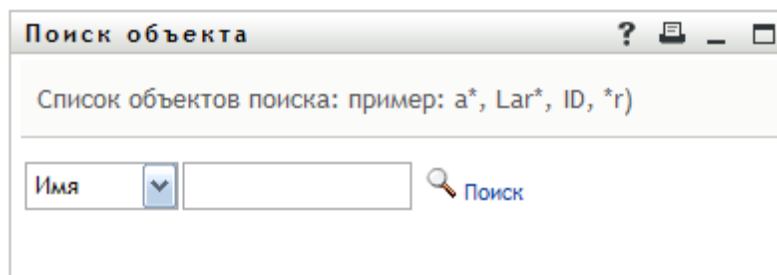 Поиск объекта ?
Список объектов поиска: пример: a*, Lar*, ID, *r)
Имя Поиск